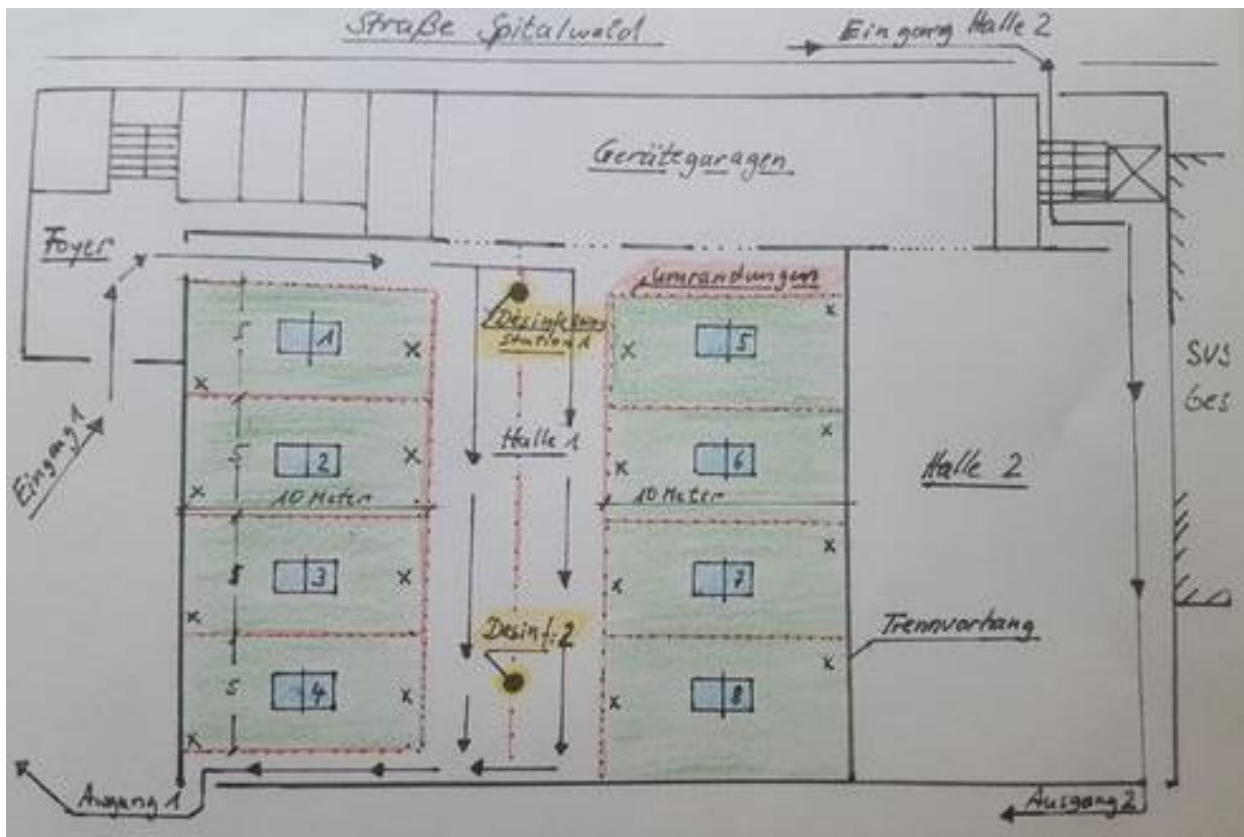 Straße Spitalwald
Eingang Halle 2
Gerätegaragen
Foyer
Umrandungen
5
1
Desinfektions
Station 1
5
Eingang 1
5
2
Halle 1
6
Halle 2
SVS
Ges
10 Meter
10 Meter
5
3
7
Desinf. 2
Trennvorhang
5
4
8
Ausgang 1
Ausgang 2